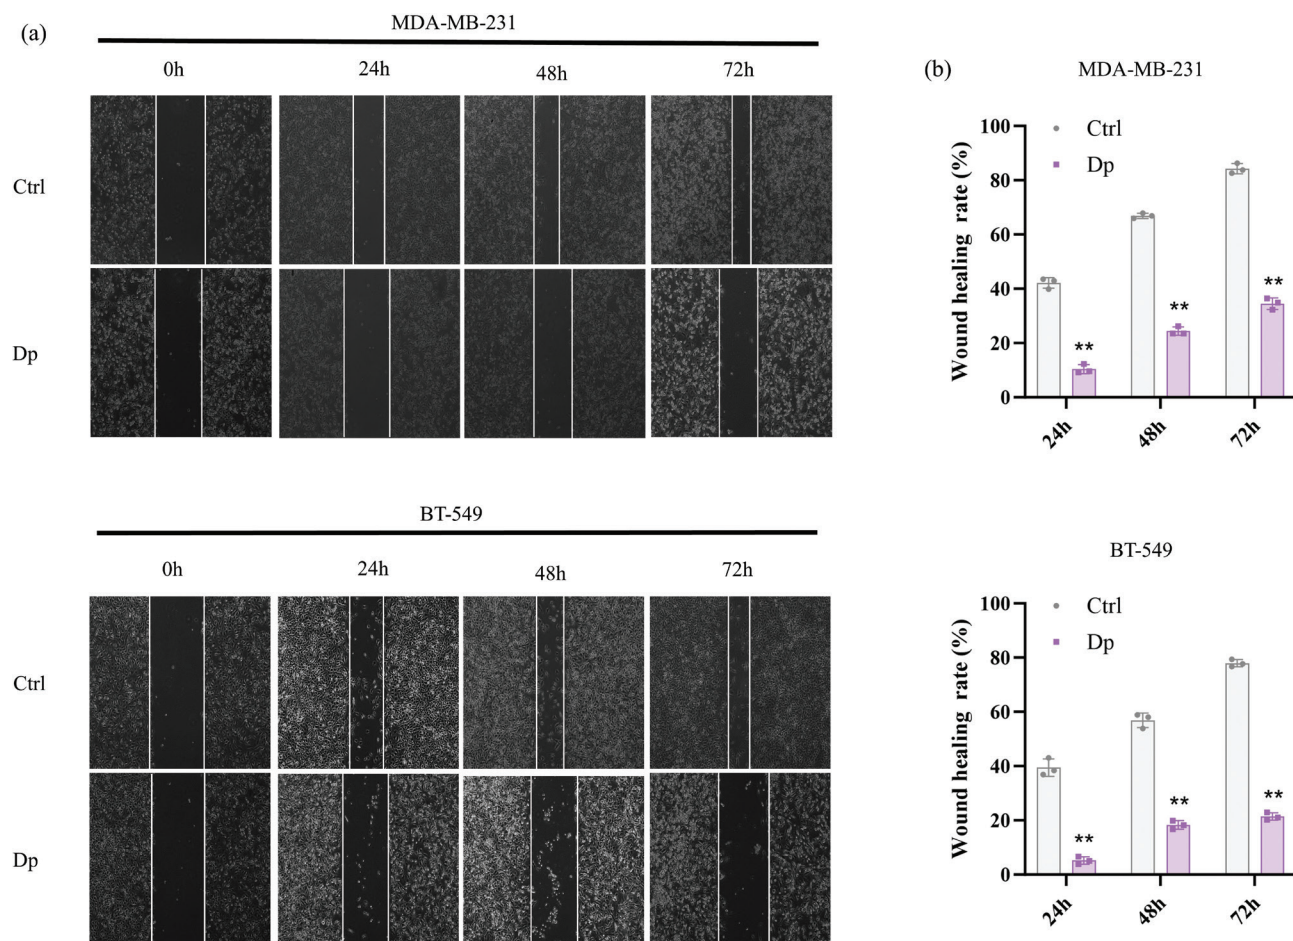 (a)
MDA-MB-231
0h 24h 48h 72h
Ctrl
Dp
BT-549
0h 24h 48h 72h
Ctrl
Dp
(b)
MDA-MB-231
Wound healing rate (%)
100
80
60
40
20
0
Ctrl
Dp
**
**
**
24h 48h 72h
BT-549
Wound healing rate (%)
100
80
60
40
20
0
Ctrl
Dp
**
**
**
24h 48h 72h